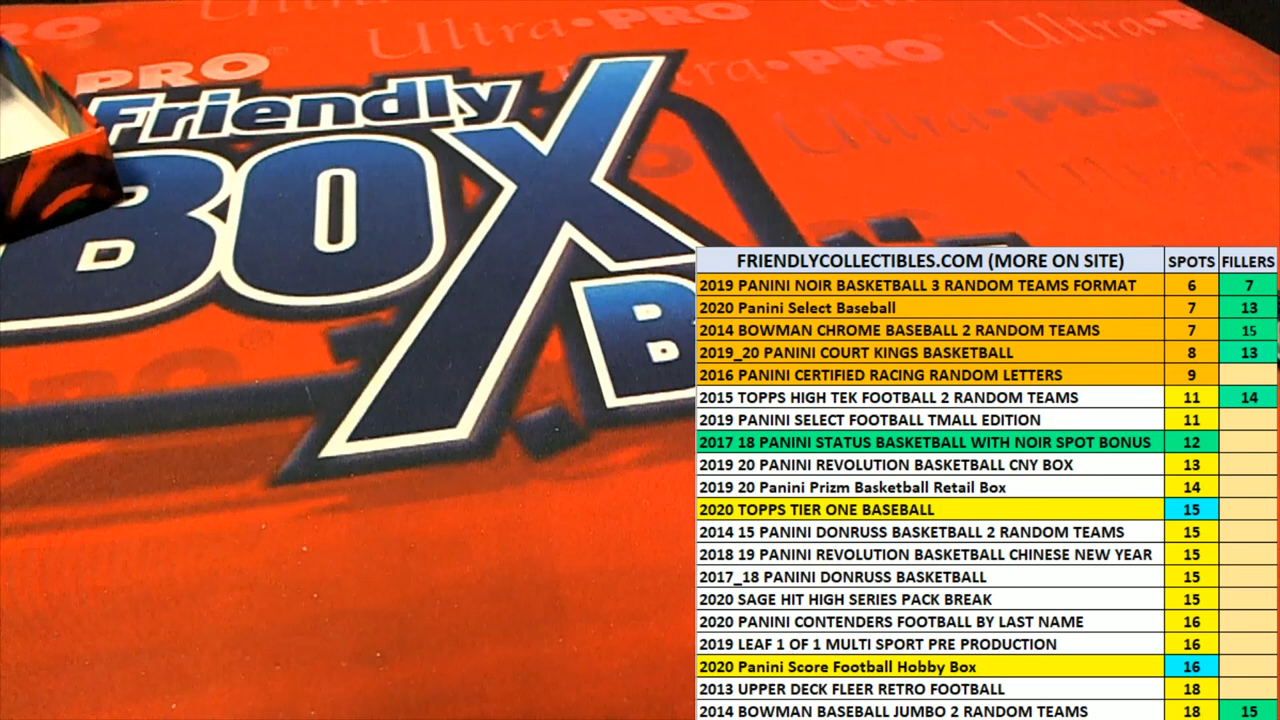 PRO
Ultra•PRO
PRO
Ultra•PRO
Ultra•PRO
Ultra•PRO
Friendly
BOX
B
FRIENDLYCOLLECTIBLES.COM (MORE ON SITE) SPOTS FILLERS
2019 PANINI NOIR BASKETBALL 3 RANDOM TEAMS FORMAT 6 7
2020 Panini Select Baseball 7 13
2014 BOWMAN CHROME BASEBALL 2 RANDOM TEAMS 7 15
2019_20 PANINI COURT KINGS BASKETBALL 8 13
2016 PANINI CERTIFIED RACING RANDOM LETTERS 9
2015 TOPPS HIGH TEK FOOTBALL 2 RANDOM TEAMS 11 14
2019 PANINI SELECT FOOTBALL TMALL EDITION 11
2017 18 PANINI STATUS BASKETBALL WITH NOIR SPOT BONUS 12
2019 20 PANINI REVOLUTION BASKETBALL CNY BOX 13
2019 20 Panini Prizm Basketball Retail Box 14
2020 TOPPS TIER ONE BASEBALL 15
2014 15 PANINI DONRUSS BASKETBALL 2 RANDOM TEAMS 15
2018 19 PANINI REVOLUTION BASKETBALL CHINESE NEW YEAR 15
2017_18 PANINI DONRUSS BASKETBALL 15
2020 SAGE HIT HIGH SERIES PACK BREAK 15
2020 PANINI CONTENDERS FOOTBALL BY LAST NAME 16
2019 LEAF 1 OF 1 MULTI SPORT PRE PRODUCTION 16
2020 Panini Score Football Hobby Box 16
2013 UPPER DECK FLEER RETRO FOOTBALL 18
2014 BOWMAN BASEBALL JUMBO 2 RANDOM TEAMS 18 15